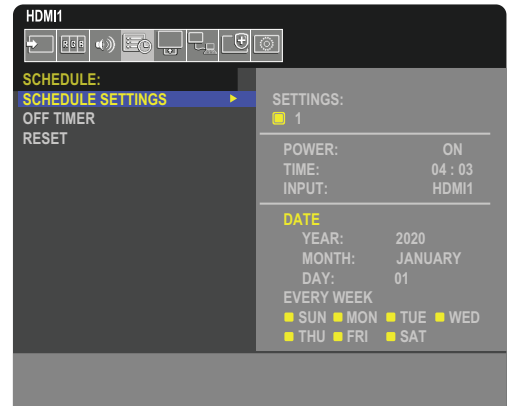 HDMI1
R G B
SCHEDULE:
SCHEDULE SETTINGS
OFF TIMER
RESET
SETTINGS:
1
POWER: ON
TIME: 04 : 03
INPUT: HDMI1
DATE
YEAR: 2020
MONTH: JANUARY
DAY: 01
EVERY WEEK
SUN MON TUE WED
THU FRI SAT